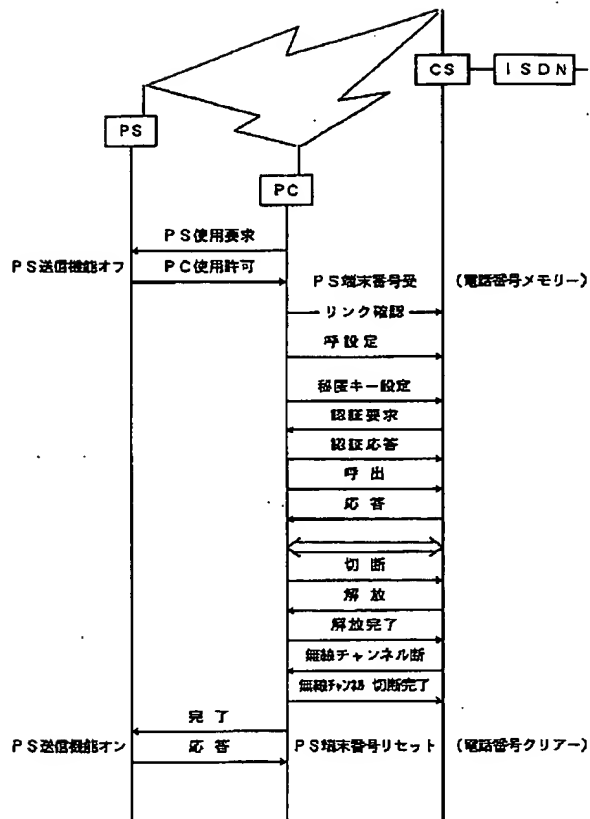 CS
ISDN
PS
PC
PS使用要求
PS送信機能オフ
PC使用許可
PS端末番号受
(電話番号メモリー)
リンク確認
呼設定
秘匿キー設定
認証要求
認証応答
呼出
応答
切断
解放
解放完了
無線チャンネル断
無線チャンネル 切断完了
完了
PS送信機能オン
応答
PS端末番号リセット
(電話番号クリアー)